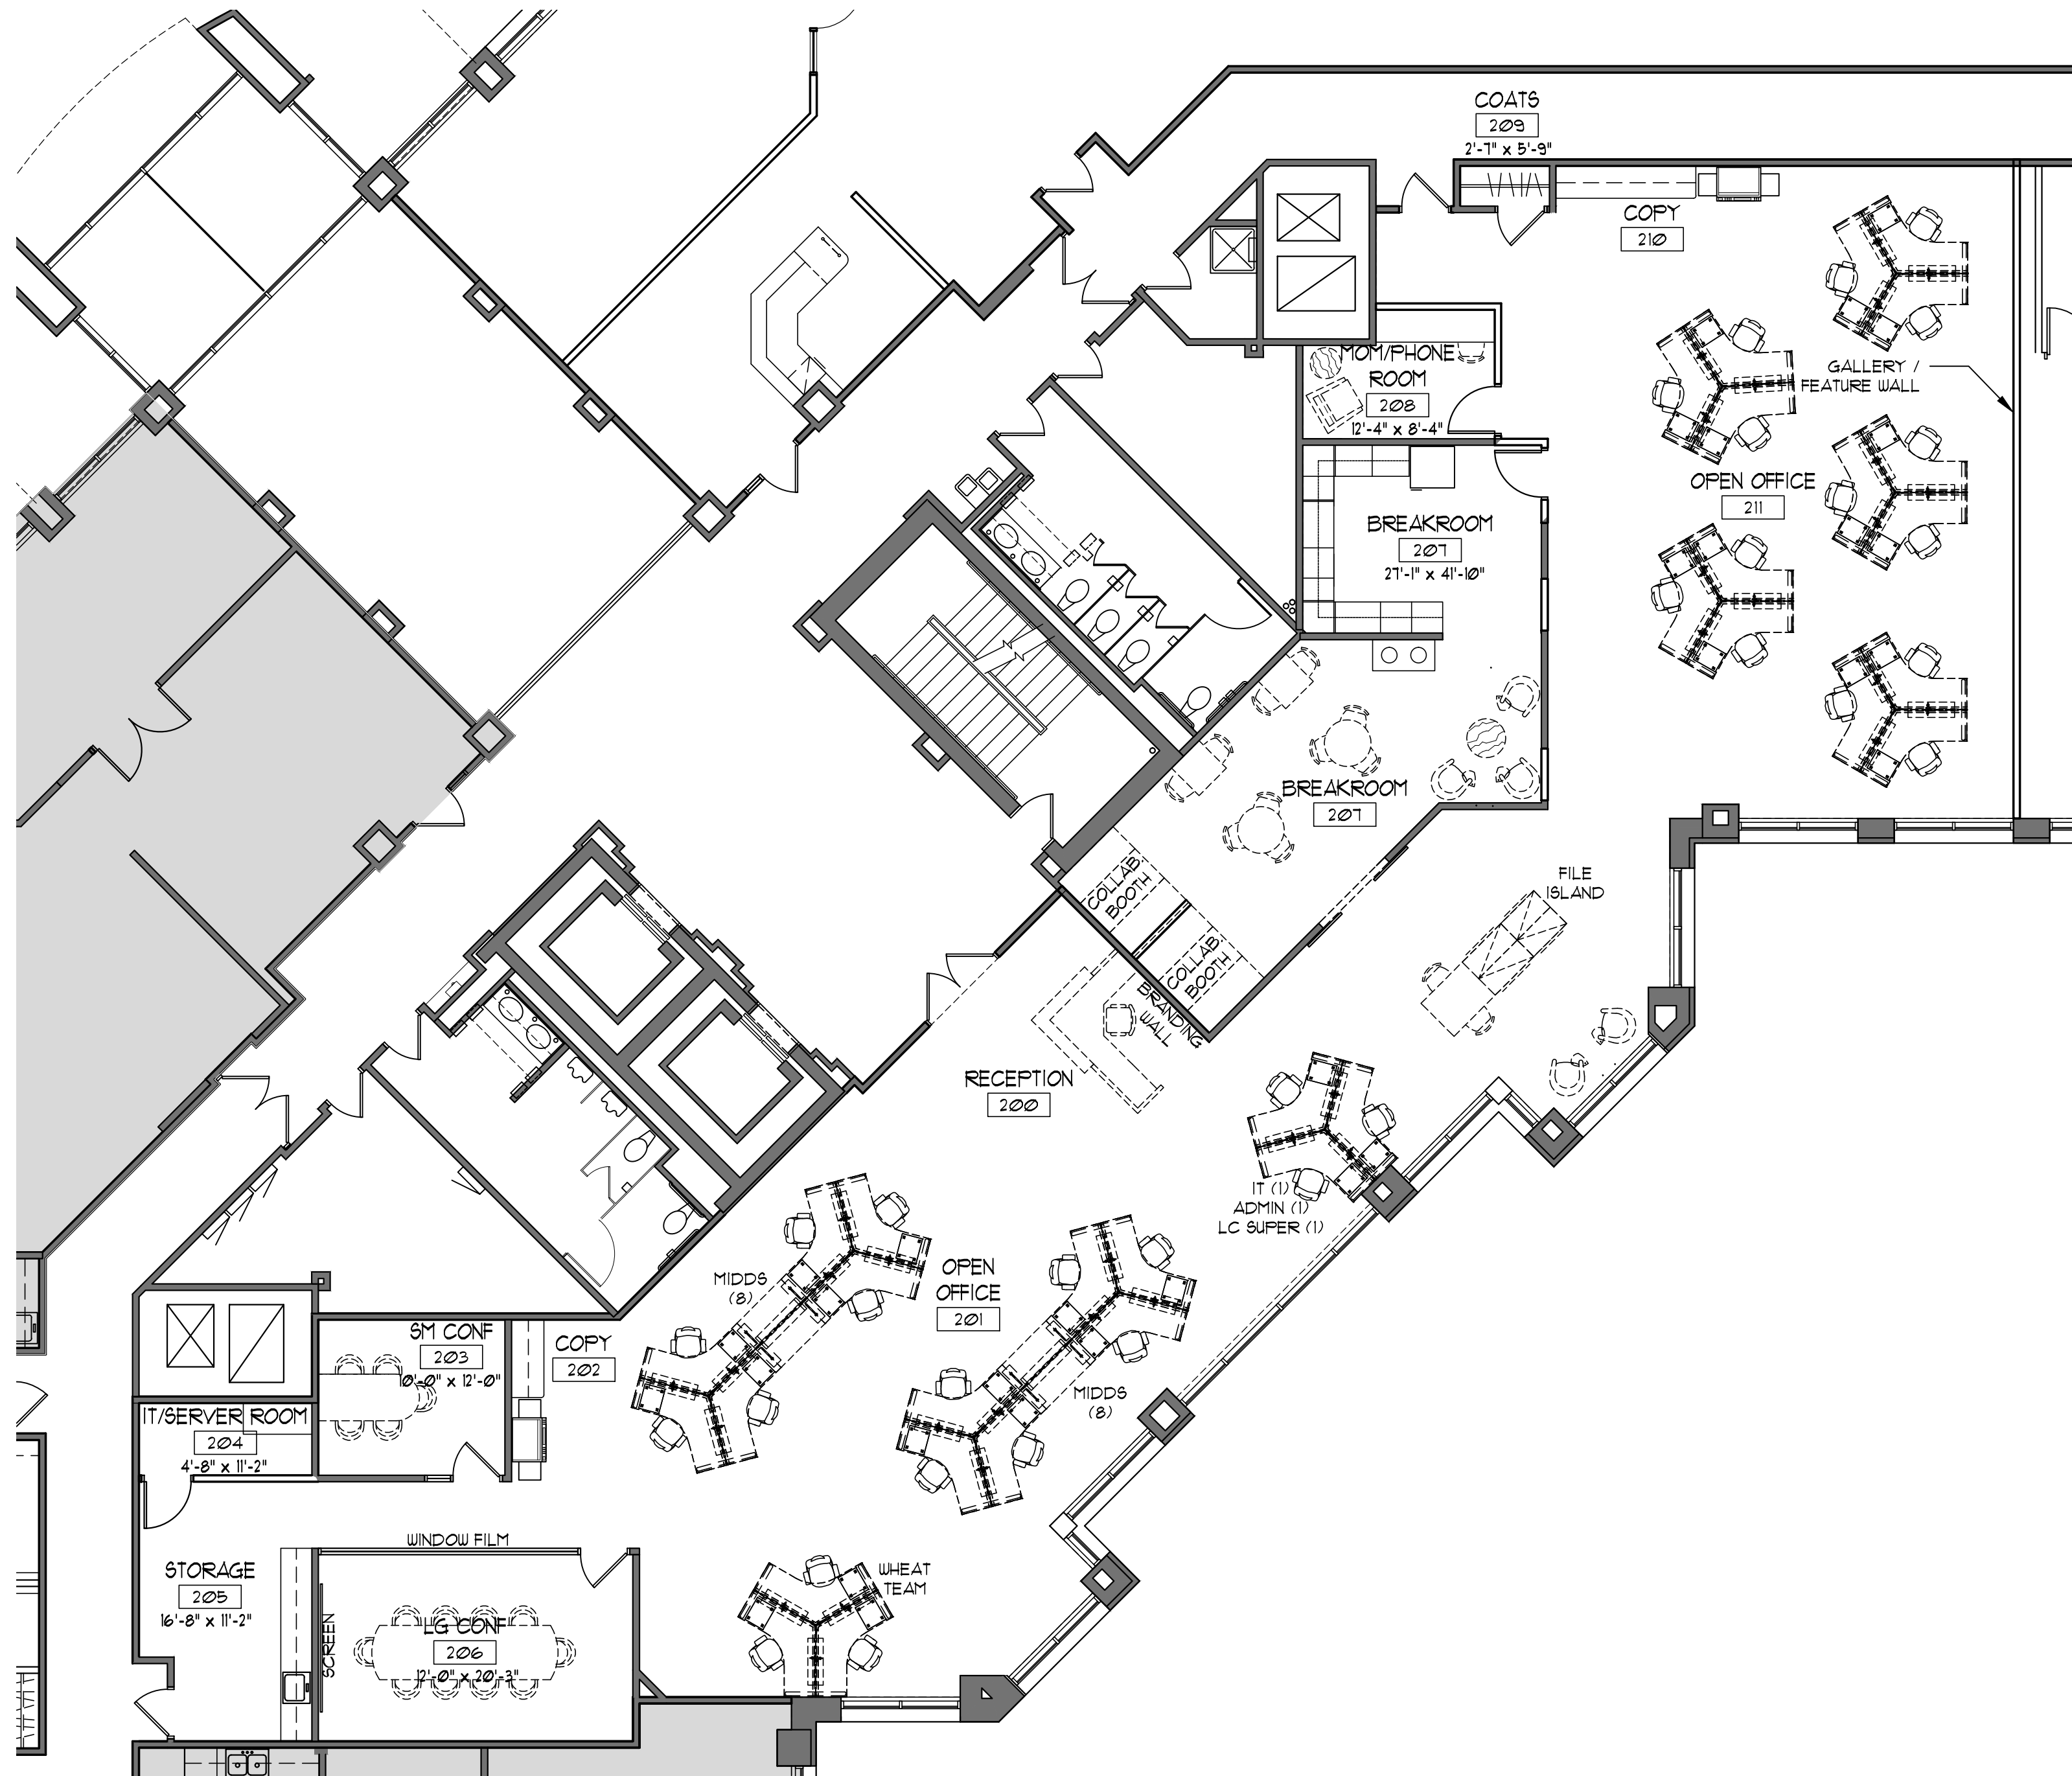 COATS
209
2'-7" x 5'-9"
COPY
210
MOM/PHONE
ROOM
208
12'-4" x 8'-4"
GALLERY /
FEATURE WALL
OPEN OFFICE
211
BREAKROOM
207
27'-1" x 41'-10"
BREAKROOM
207
COLLAB
BOOTH
COLLAB
BOOTH
BRANDING
WALL
FILE
ISLAND
RECEPTION
200
IT (1)
ADMIN (1)
LC SUPER (1)
MIDDS
(8)
OPEN
OFFICE
201
MIDDS
(8)
SM CONF
203
10'-0" x 12'-0"
COPY
202
IT/SERVER ROOM
204
4'-8" x 11'-2"
WINDOW FILM
STORAGE
205
16'-8" x 11'-2"
SCREEN
LG CONF
206
12'-0" x 20'-3"
WHEAT
TEAM